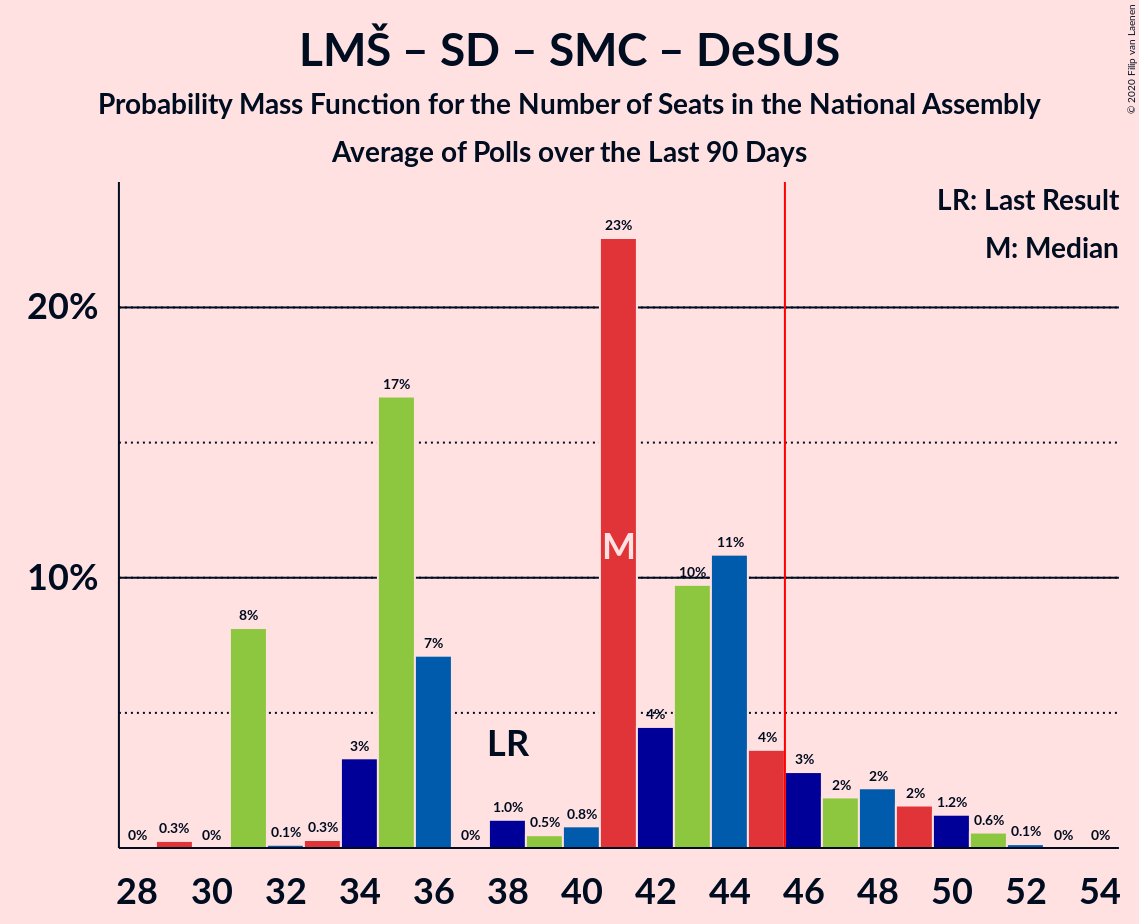 LMŠ – SD – SMC – DeSUS
Probability Mass Function for the Number of Seats in the National Assembly
Average of Polls over the Last 90 Days
© 2020 Filip van Laenen
LR: Last Result
M: Median
20%
10%
0% 0.3% 0% 8% 0.1% 0.3% 3% 17% 7% 0% 1.0% 0.5% 0.8% 23% 4% 10% 11% 4% 3% 2% 2% 2% 1.2% 0.6% 0.1% 0% 0%
LR
M
28 30 32 34 36 38 40 42 44 46 48 50 52 54